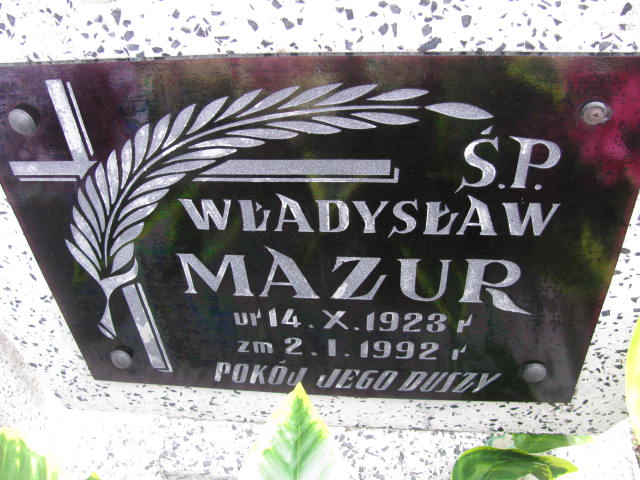 Ś.P.
WŁADYSŁAW
MAZUR
ur 14.X.1923 r
zm 2.I.1992 r
POKÓJ JEGO DUSZY